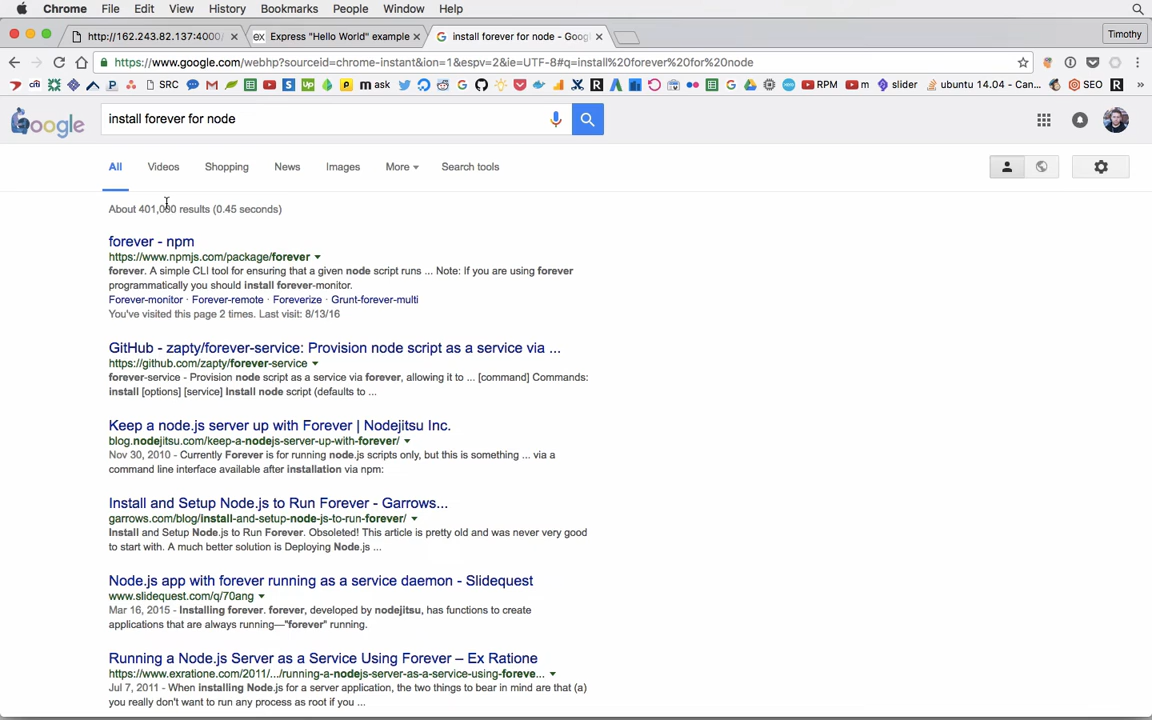 Chrome File Edit View History Bookmarks People Window Help
http://162.243.82.137:4000/
Express "Hello World" example
install forever for node - Goog
Timothy
https://www.google.com/webhp?sourceid=chrome-instant&ion=1&espv=2&ie=UTF-8#q=install%20forever%20for%20node
citi SRC ask RPM m slider ubuntu 14.04 - Can... SEO
Google
install forever for node
All Videos Shopping News Images More Search tools
About 401,000 results (0.45 seconds)
forever - npm
https://www.npmjs.com/package/forever
forever. A simple CLI tool for ensuring that a given node script runs ... Note: If you are using forever
programmatically you should install forever-monitor.
Forever-monitor · Forever-remote · Foreverize · Grunt-forever-multi
You've visited this page 2 times. Last visit: 8/13/16
GitHub - zapty/forever-service: Provision node script as a service via ...
https://github.com/zapty/forever-service
forever-service - Provision node script as a service via forever, allowing it to ... [command] Commands:
install [options] [service] Install node script (defaults to ...
Keep a node.js server up with Forever | Nodejitsu Inc.
blog.nodejitsu.com/keep-a-nodejs-server-up-with-forever/
Nov 30, 2010 - Currently Forever is for running node.js scripts only, but this is something ... via a
command line interface available after installation via npm:
Install and Setup Node.js to Run Forever - Garrows...
garrows.com/blog/install-and-setup-node-js-to-run-forever/
Install and Setup Node.js to Run Forever. Obsoleted! This article is pretty old and was never very good
to start with. A much better solution is Deploying Node.js ...
Node.js app with forever running as a service daemon - Slidequest
www.slidequest.com/q/70ang
Mar 16, 2015 - Installing forever. forever, developed by nodejitsu, has functions to create
applications that are always running—"forever" running.
Running a Node.js Server as a Service Using Forever – Ex Ratione
https://www.exratione.com/2011/.../running-a-nodejs-server-as-a-service-using-foreve...
Jul 7, 2011 - When installing Node.js for a server application, the two things to bear in mind are that (a)
you really don't want to run any process as root if you ...